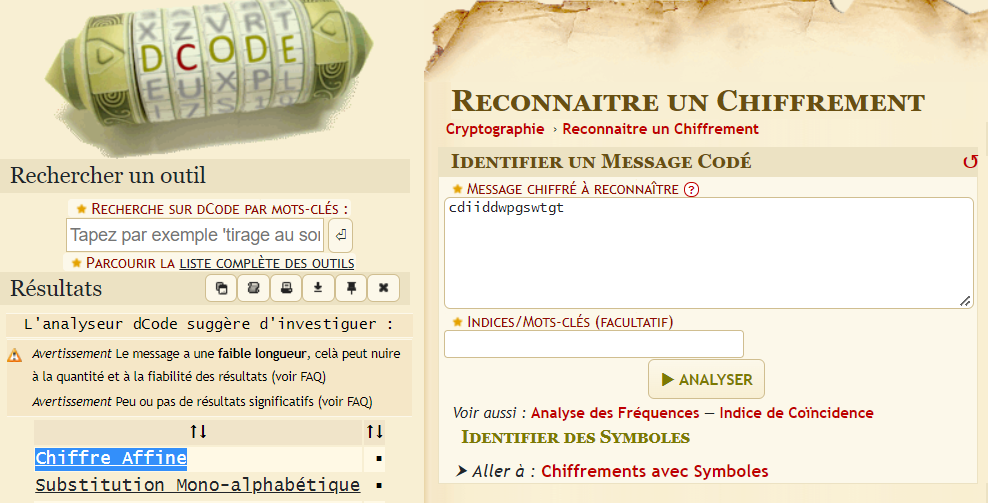 DCODE
Rechercher un outil
★ Recherche sur dCode par mots-clés :
Tapez par exemple 'tirage au so
★ Parcourir la liste complète des outils
Résultats
L'analyseur dCode suggère d'investiguer :
Avertissement Le message a une faible longueur, celà peut nuire
à la quantité et à la fiabilité des résultats (voir FAQ)
Avertissement Peu ou pas de résultats significatifs (voir FAQ)
↑↓ ↑↓
Chiffre Affine ▪
Substitution Mono-alphabétique ▪
Reconnaitre un Chiffrement
Cryptographie › Reconnaitre un Chiffrement
Identifier un Message Codé ↺
★ Message chiffré à reconnaître ?
cdiiddwpgswtgt
★ Indices/Mots-clés (facultatif)
▶ ANALYSER
Voir aussi : Analyse des Fréquences — Indice de Coïncidence
Identifier des Symboles
➤ Aller à : Chiffrements avec Symboles